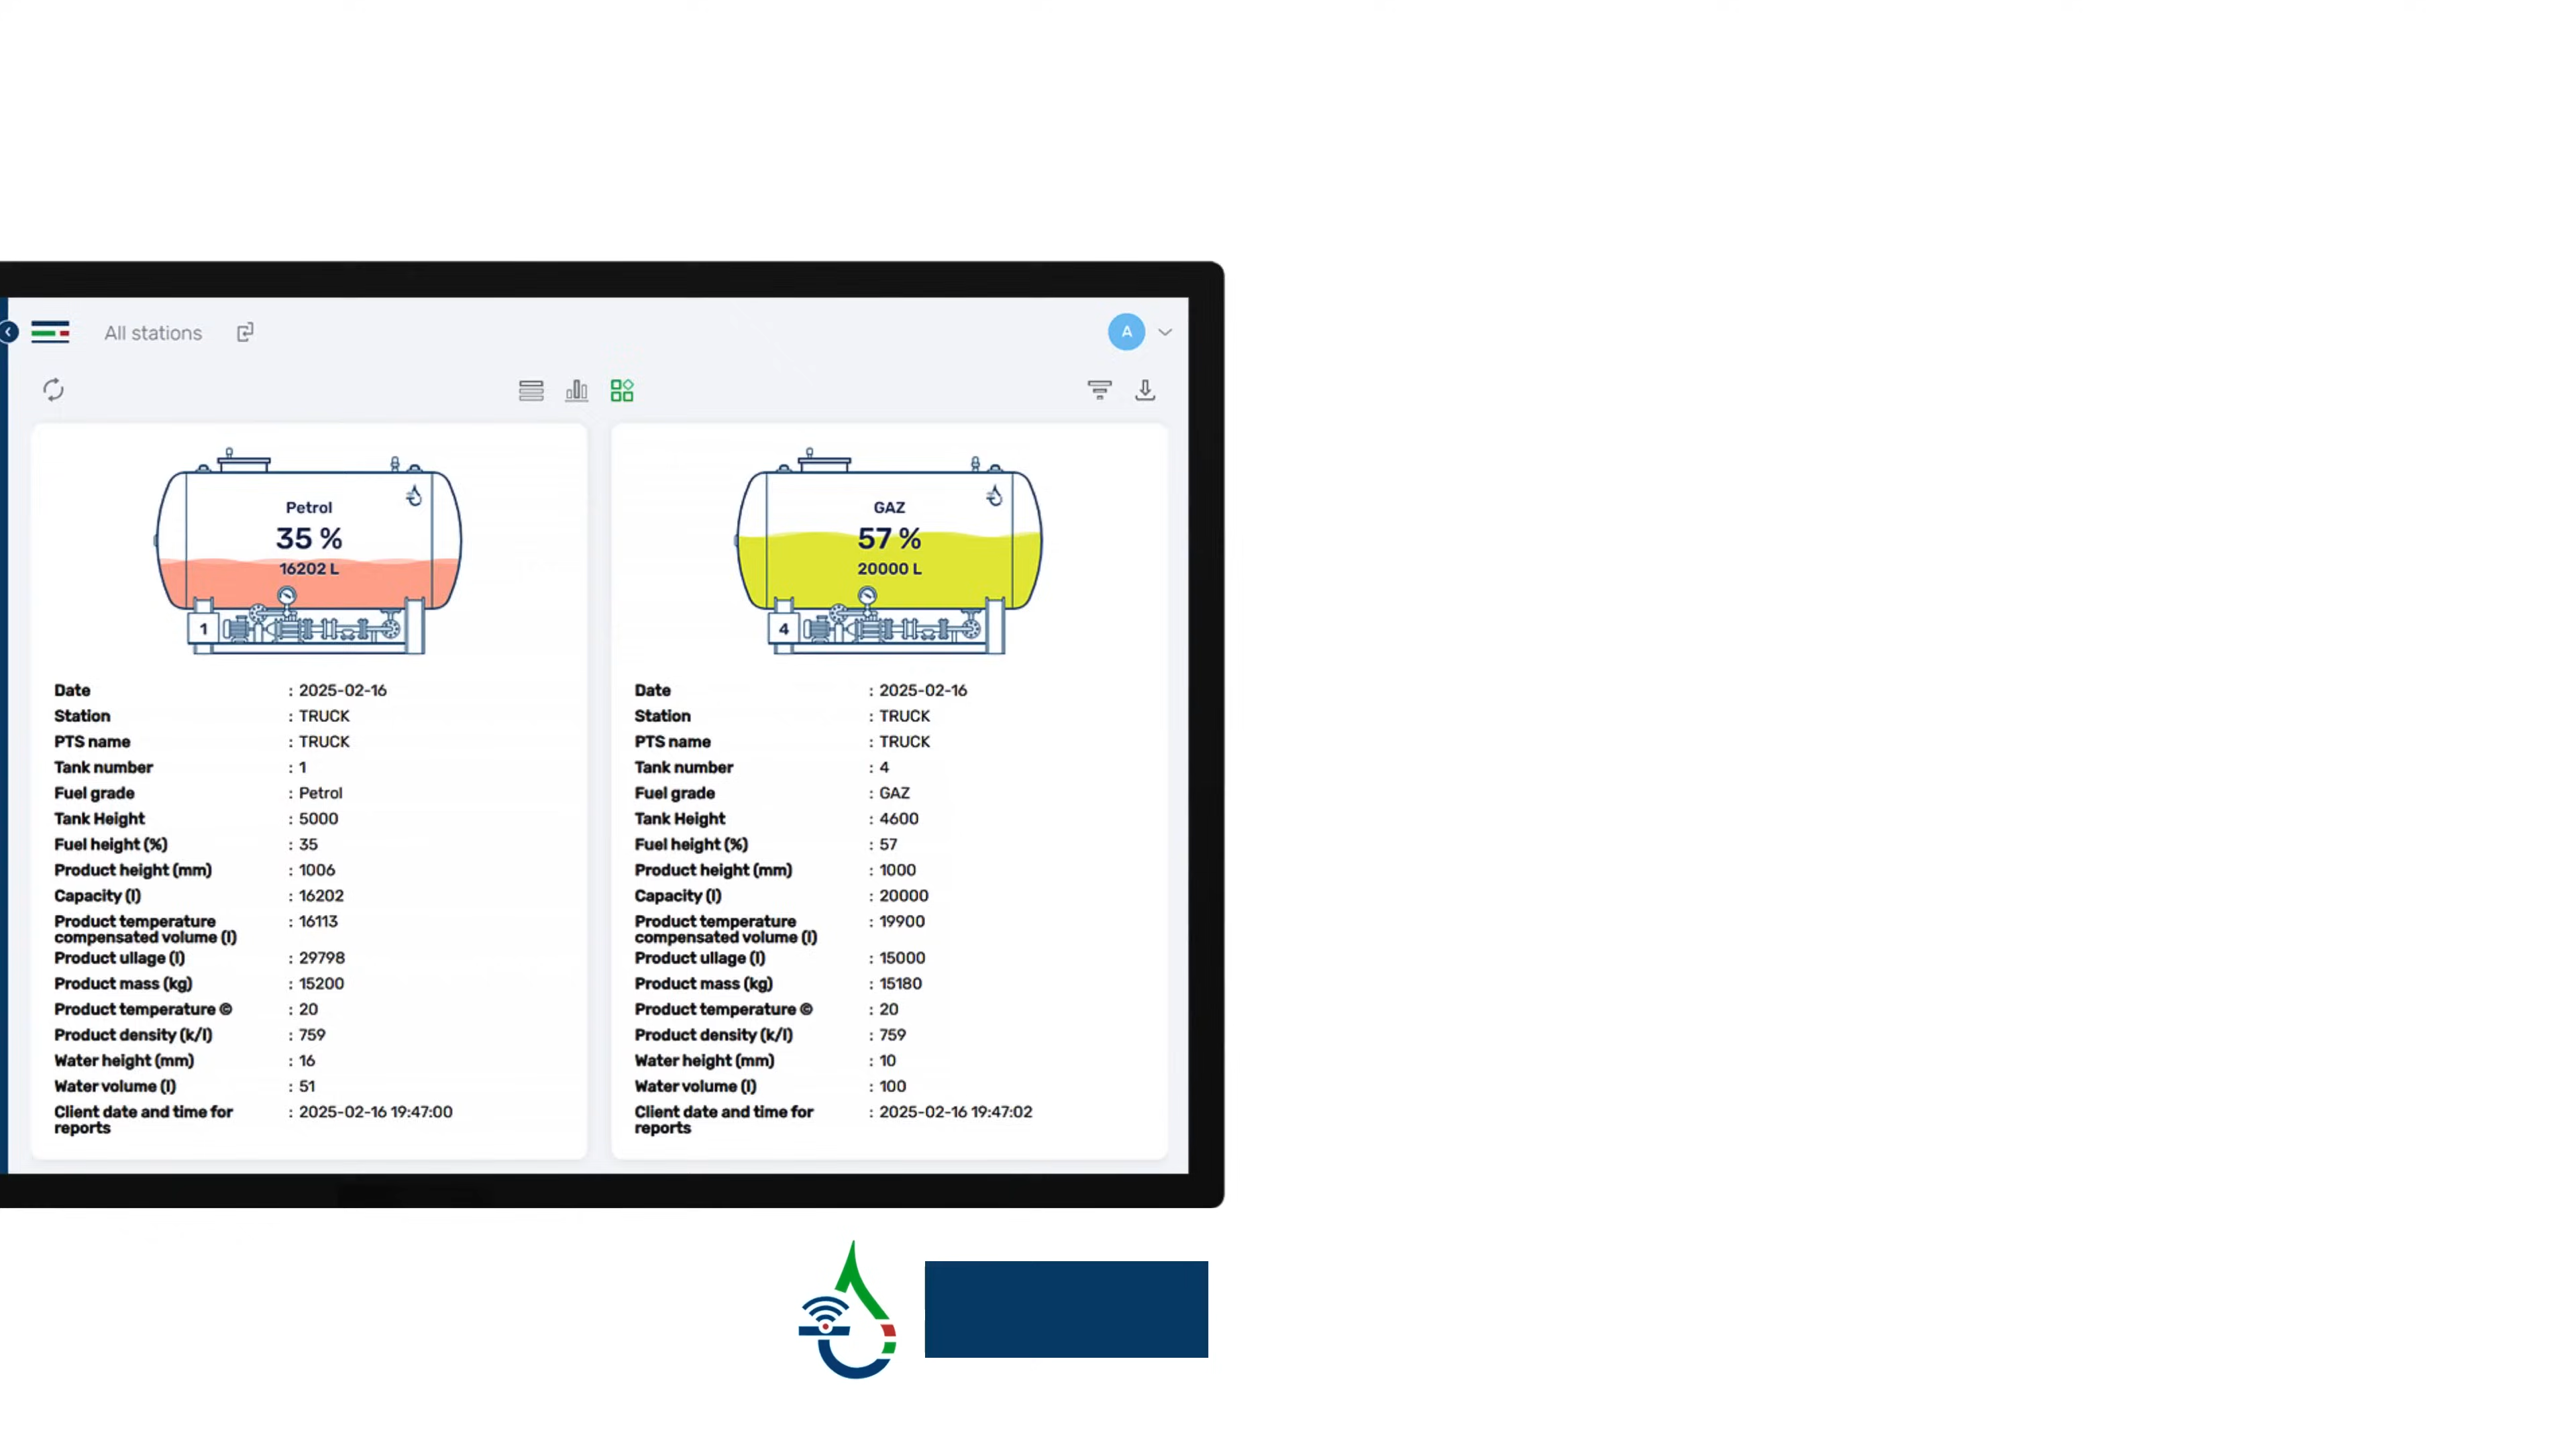 All stations
A
Petrol
35 %
16202 L
1
Date : 2025-02-16
Station : TRUCK
PTS name : TRUCK
Tank number : 1
Fuel grade : Petrol
Tank Height : 5000
Fuel height (%) : 35
Product height (mm) : 1006
Capacity (l) : 16202
Product temperature : 16113
compensated volume (l)
Product ullage (l) : 29798
Product mass (kg) : 15200
Product temperature © : 20
Product density (k/l) : 759
Water height (mm) : 16
Water volume (l) : 51
Client date and time for : 2025-02-16 19:47:00
reports
GAZ
57 %
20000 L
4
Date : 2025-02-16
Station : TRUCK
PTS name : TRUCK
Tank number : 4
Fuel grade : GAZ
Tank Height : 4600
Fuel height (%) : 57
Product height (mm) : 1000
Capacity (l) : 20000
Product temperature : 19900
compensated volume (l)
Product ullage (l) : 15000
Product mass (kg) : 15180
Product temperature © : 20
Product density (k/l) : 759
Water height (mm) : 10
Water volume (l) : 100
Client date and time for : 2025-02-16 19:47:02
reports